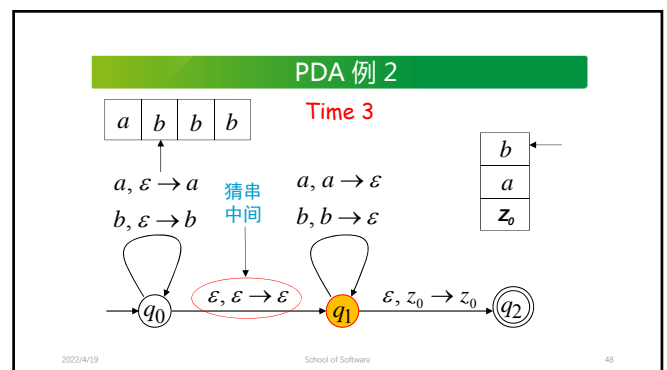 PDA 例 2
Time 3
a b b b
b
a
z₀
a, ε → a
b, ε → b
猜串
中间
a, a → ε
b, b → ε
ε, ε → ε
ε, z₀ → z₀
q₀
q₁
q₂
2022/4/19
School of Software
48